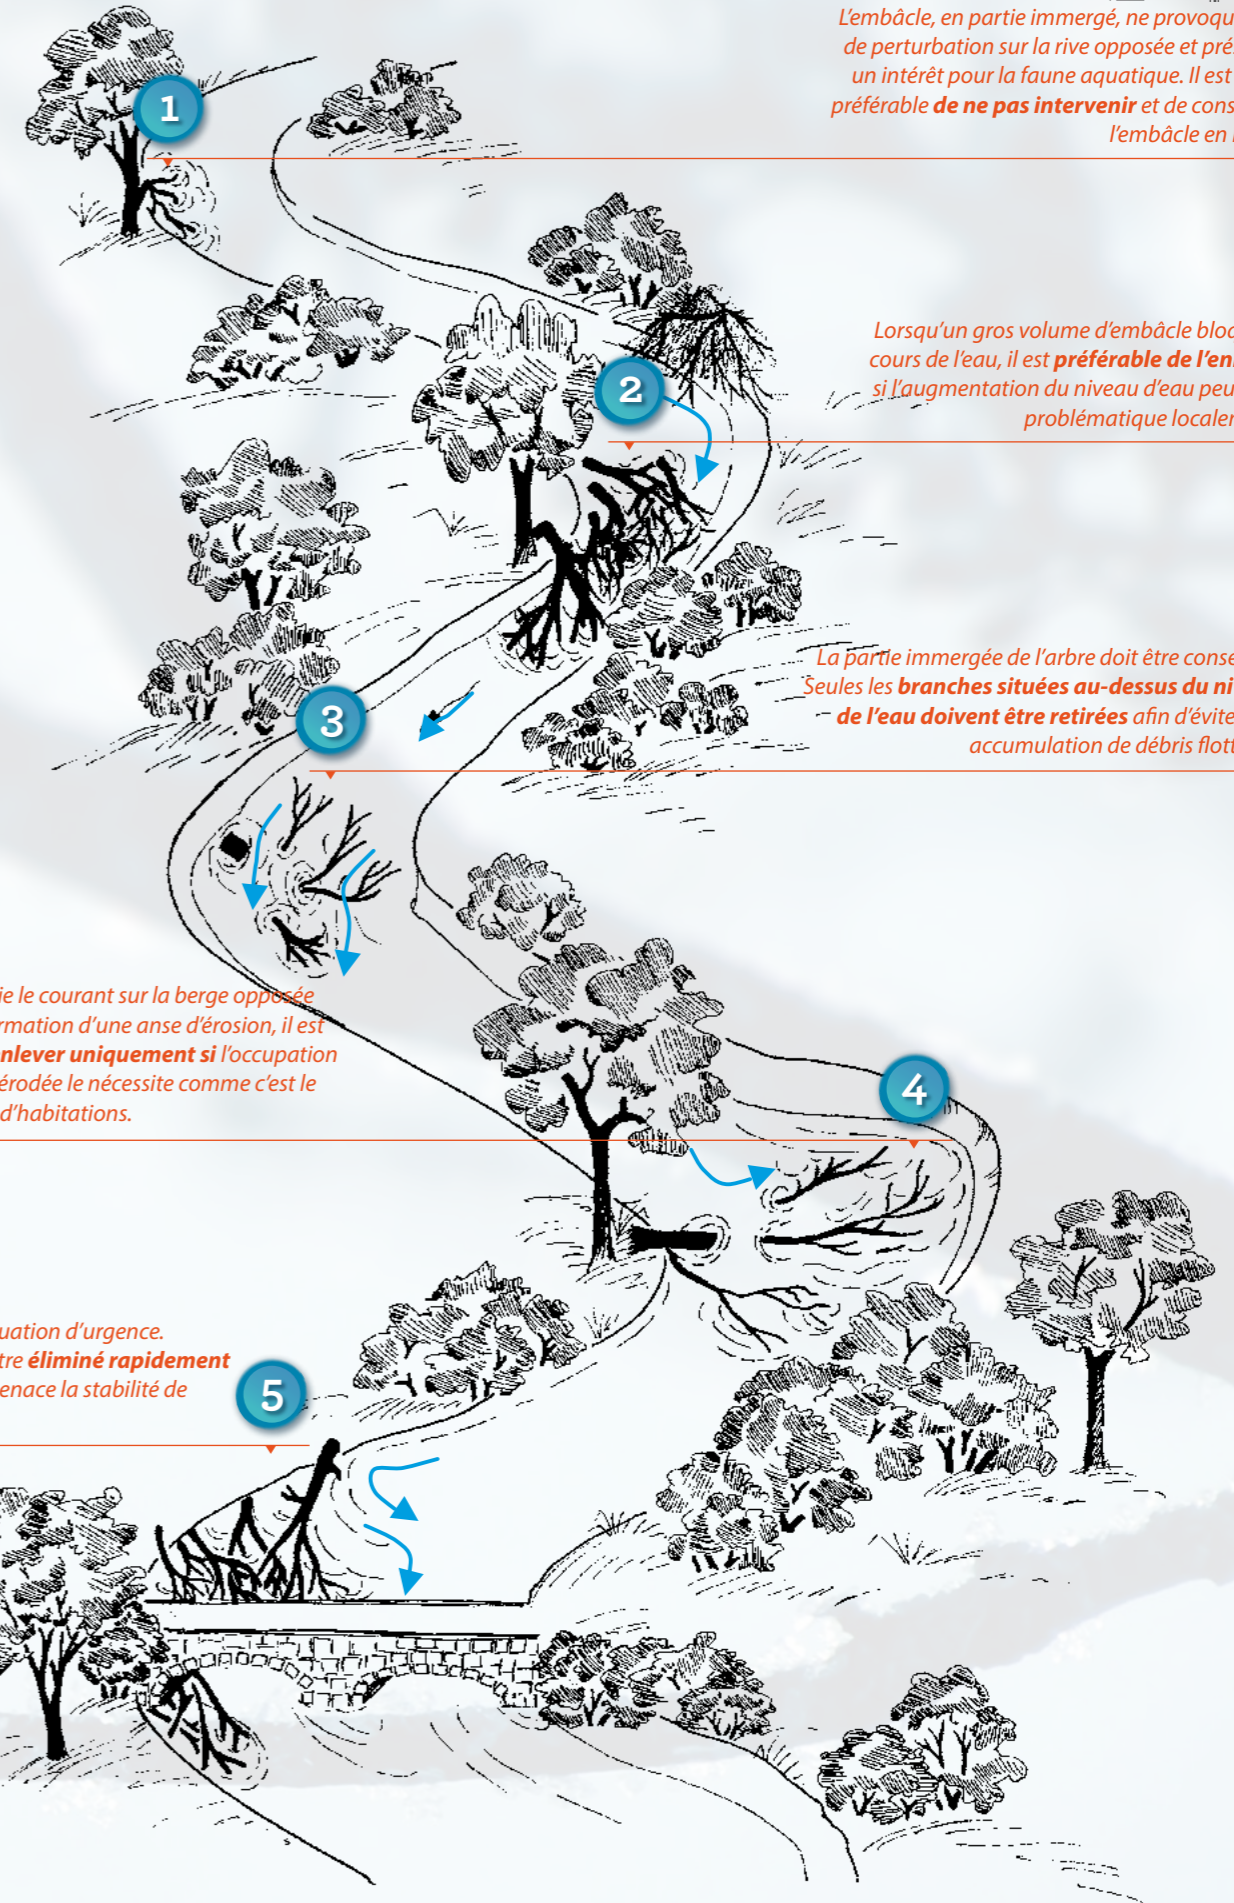 1
L'embâcle, en partie immergé, ne provoqu
de perturbation sur la rive opposée et pré
un intérêt pour la faune aquatique. Il est
préférable de ne pas intervenir et de cons
l'embâcle en
2
Lorsqu'un gros volume d'embâcle bloc
cours de l'eau, il est préférable de l'en
si l'augmentation du niveau d'eau peu
problématique localer
3
La partie immergée de l'arbre doit être conse
Seules les branches situées au-dessus du ni
de l'eau doivent être retirées afin d'évite
accumulation de débris flott
4
ie le courant sur la berge opposée
rmation d'une anse d'érosion, il est
nlever uniquement si l'occupation
érodée le nécessite comme c'est le
d'habitations.
5
uation d'urgence.
tre éliminé rapidement
enace la stabilité de